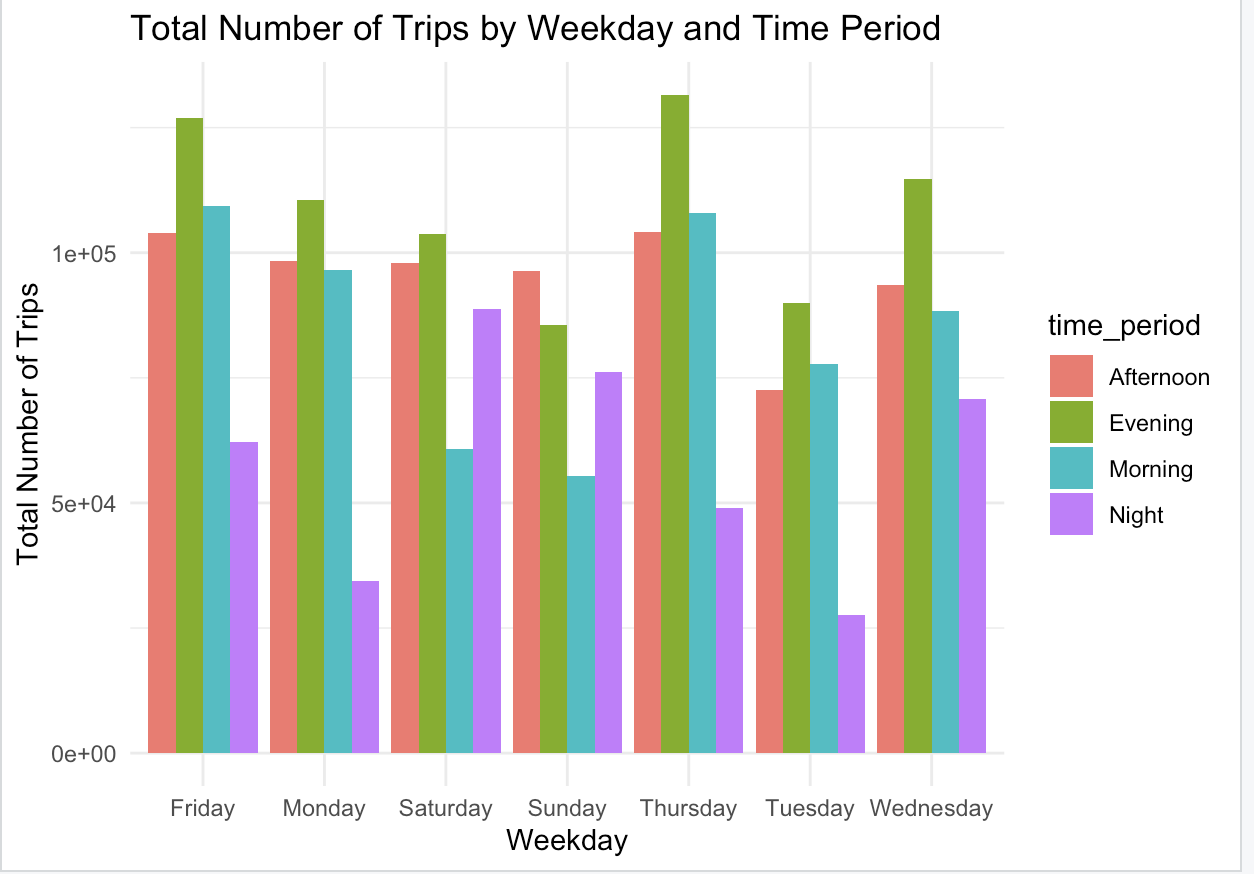 Total Number of Trips by Weekday and Time Period
Total Number of Trips
1e+05
5e+04
0e+00
Friday Monday Saturday Sunday Thursday Tuesday Wednesday
Weekday
time_period
Afternoon
Evening
Morning
Night